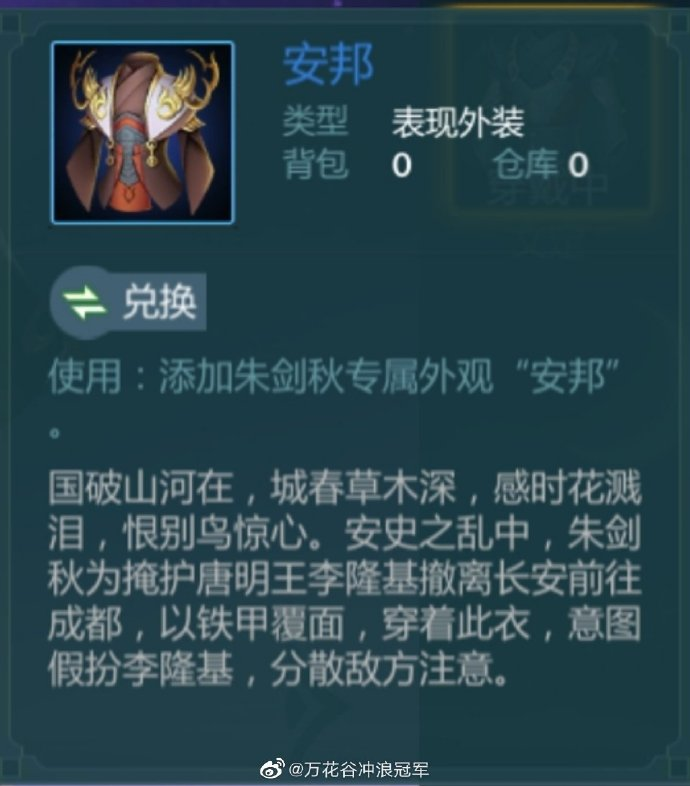 安邦
类型 表现外装
背包 0 仓库 0
穿戴中
兑换
使用：添加朱剑秋专属外观“安邦”
。
国破山河在，城春草木深，感时花溅
泪，恨别鸟惊心。安史之乱中，朱剑
秋为掩护唐明王李隆基撤离长安前往
成都，以铁甲覆面，穿着此衣，意图
假扮李隆基，分散敌方注意。
@万花谷冲浪冠军